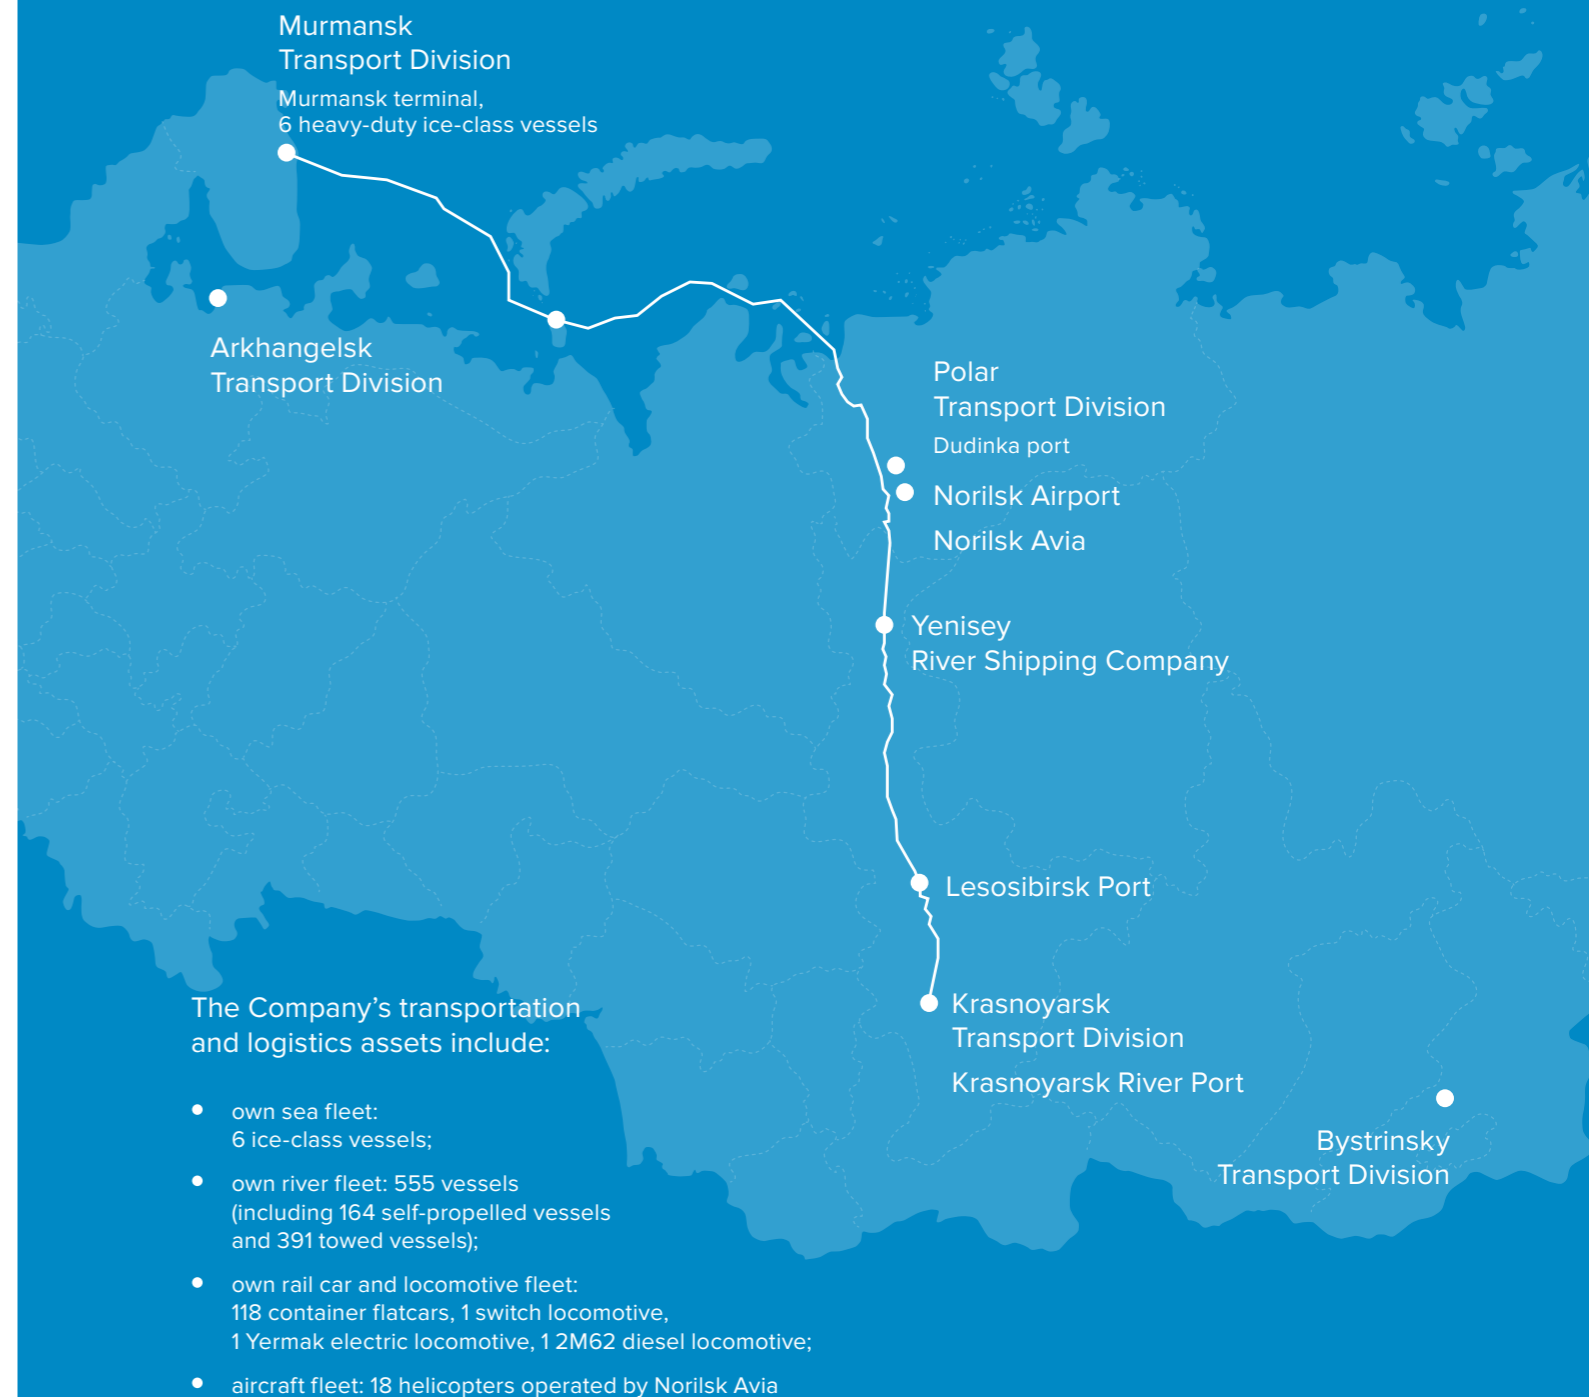 Murmansk
Transport Division
Murmansk terminal,
6 heavy-duty ice-class vessels
Arkhangelsk
Transport Division
Polar
Transport Division
Dudinka port
Norilsk Airport
Norilsk Avia
Yenisey
River Shipping Company
Lesosibirsk Port
Krasnoyarsk
Transport Division
Krasnoyarsk River Port
Bystrinsky
Transport Division
The Company’s transportation
and logistics assets include:
• own sea fleet:
6 ice-class vessels;
• own river fleet: 555 vessels
(including 164 self-propelled vessels
and 391 towed vessels);
• own rail car and locomotive fleet:
118 container flatcars, 1 switch locomotive,
1 Yermak electric locomotive, 1 2M62 diesel locomotive;
• aircraft fleet: 18 helicopters operated by Norilsk Avia